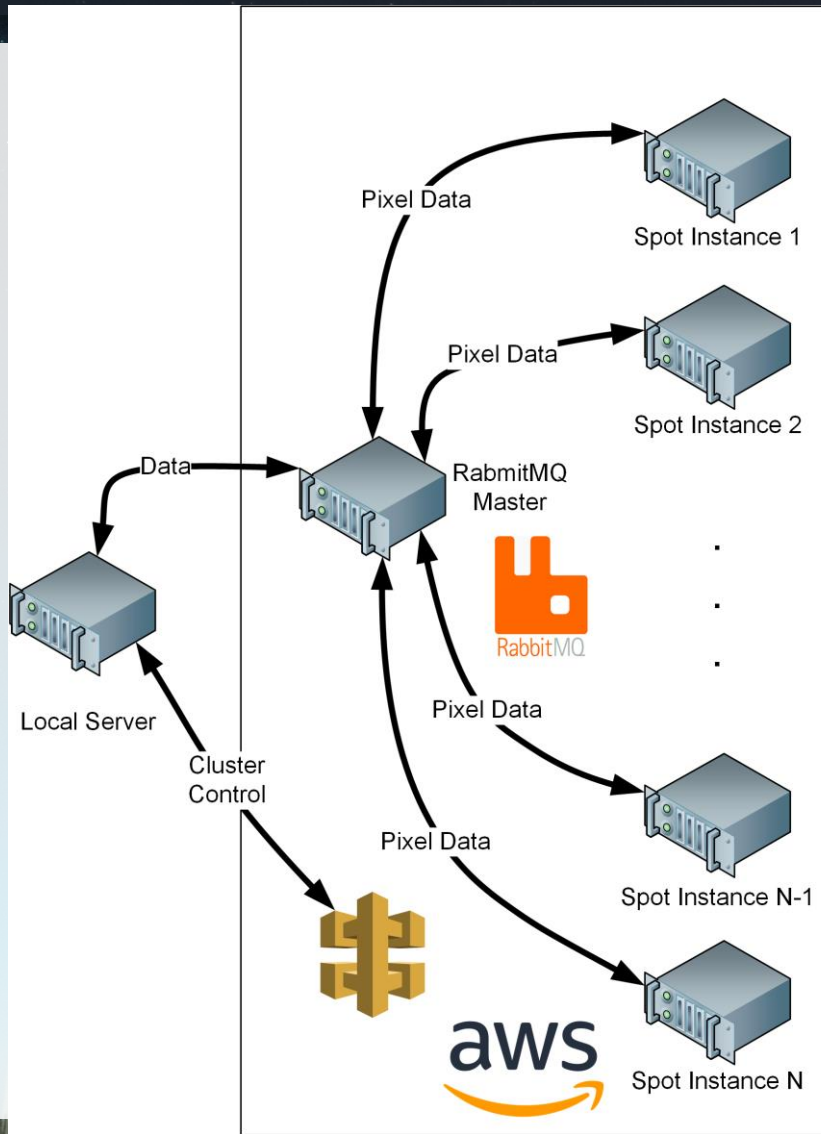 Pixel Data
Spot Instance 1
Pixel Data
Spot Instance 2
Data
RabmitMQ
Master
RabbitMQ
Local Server
Pixel Data
Cluster
Control
Pixel Data
Spot Instance N-1
aws
Spot Instance N